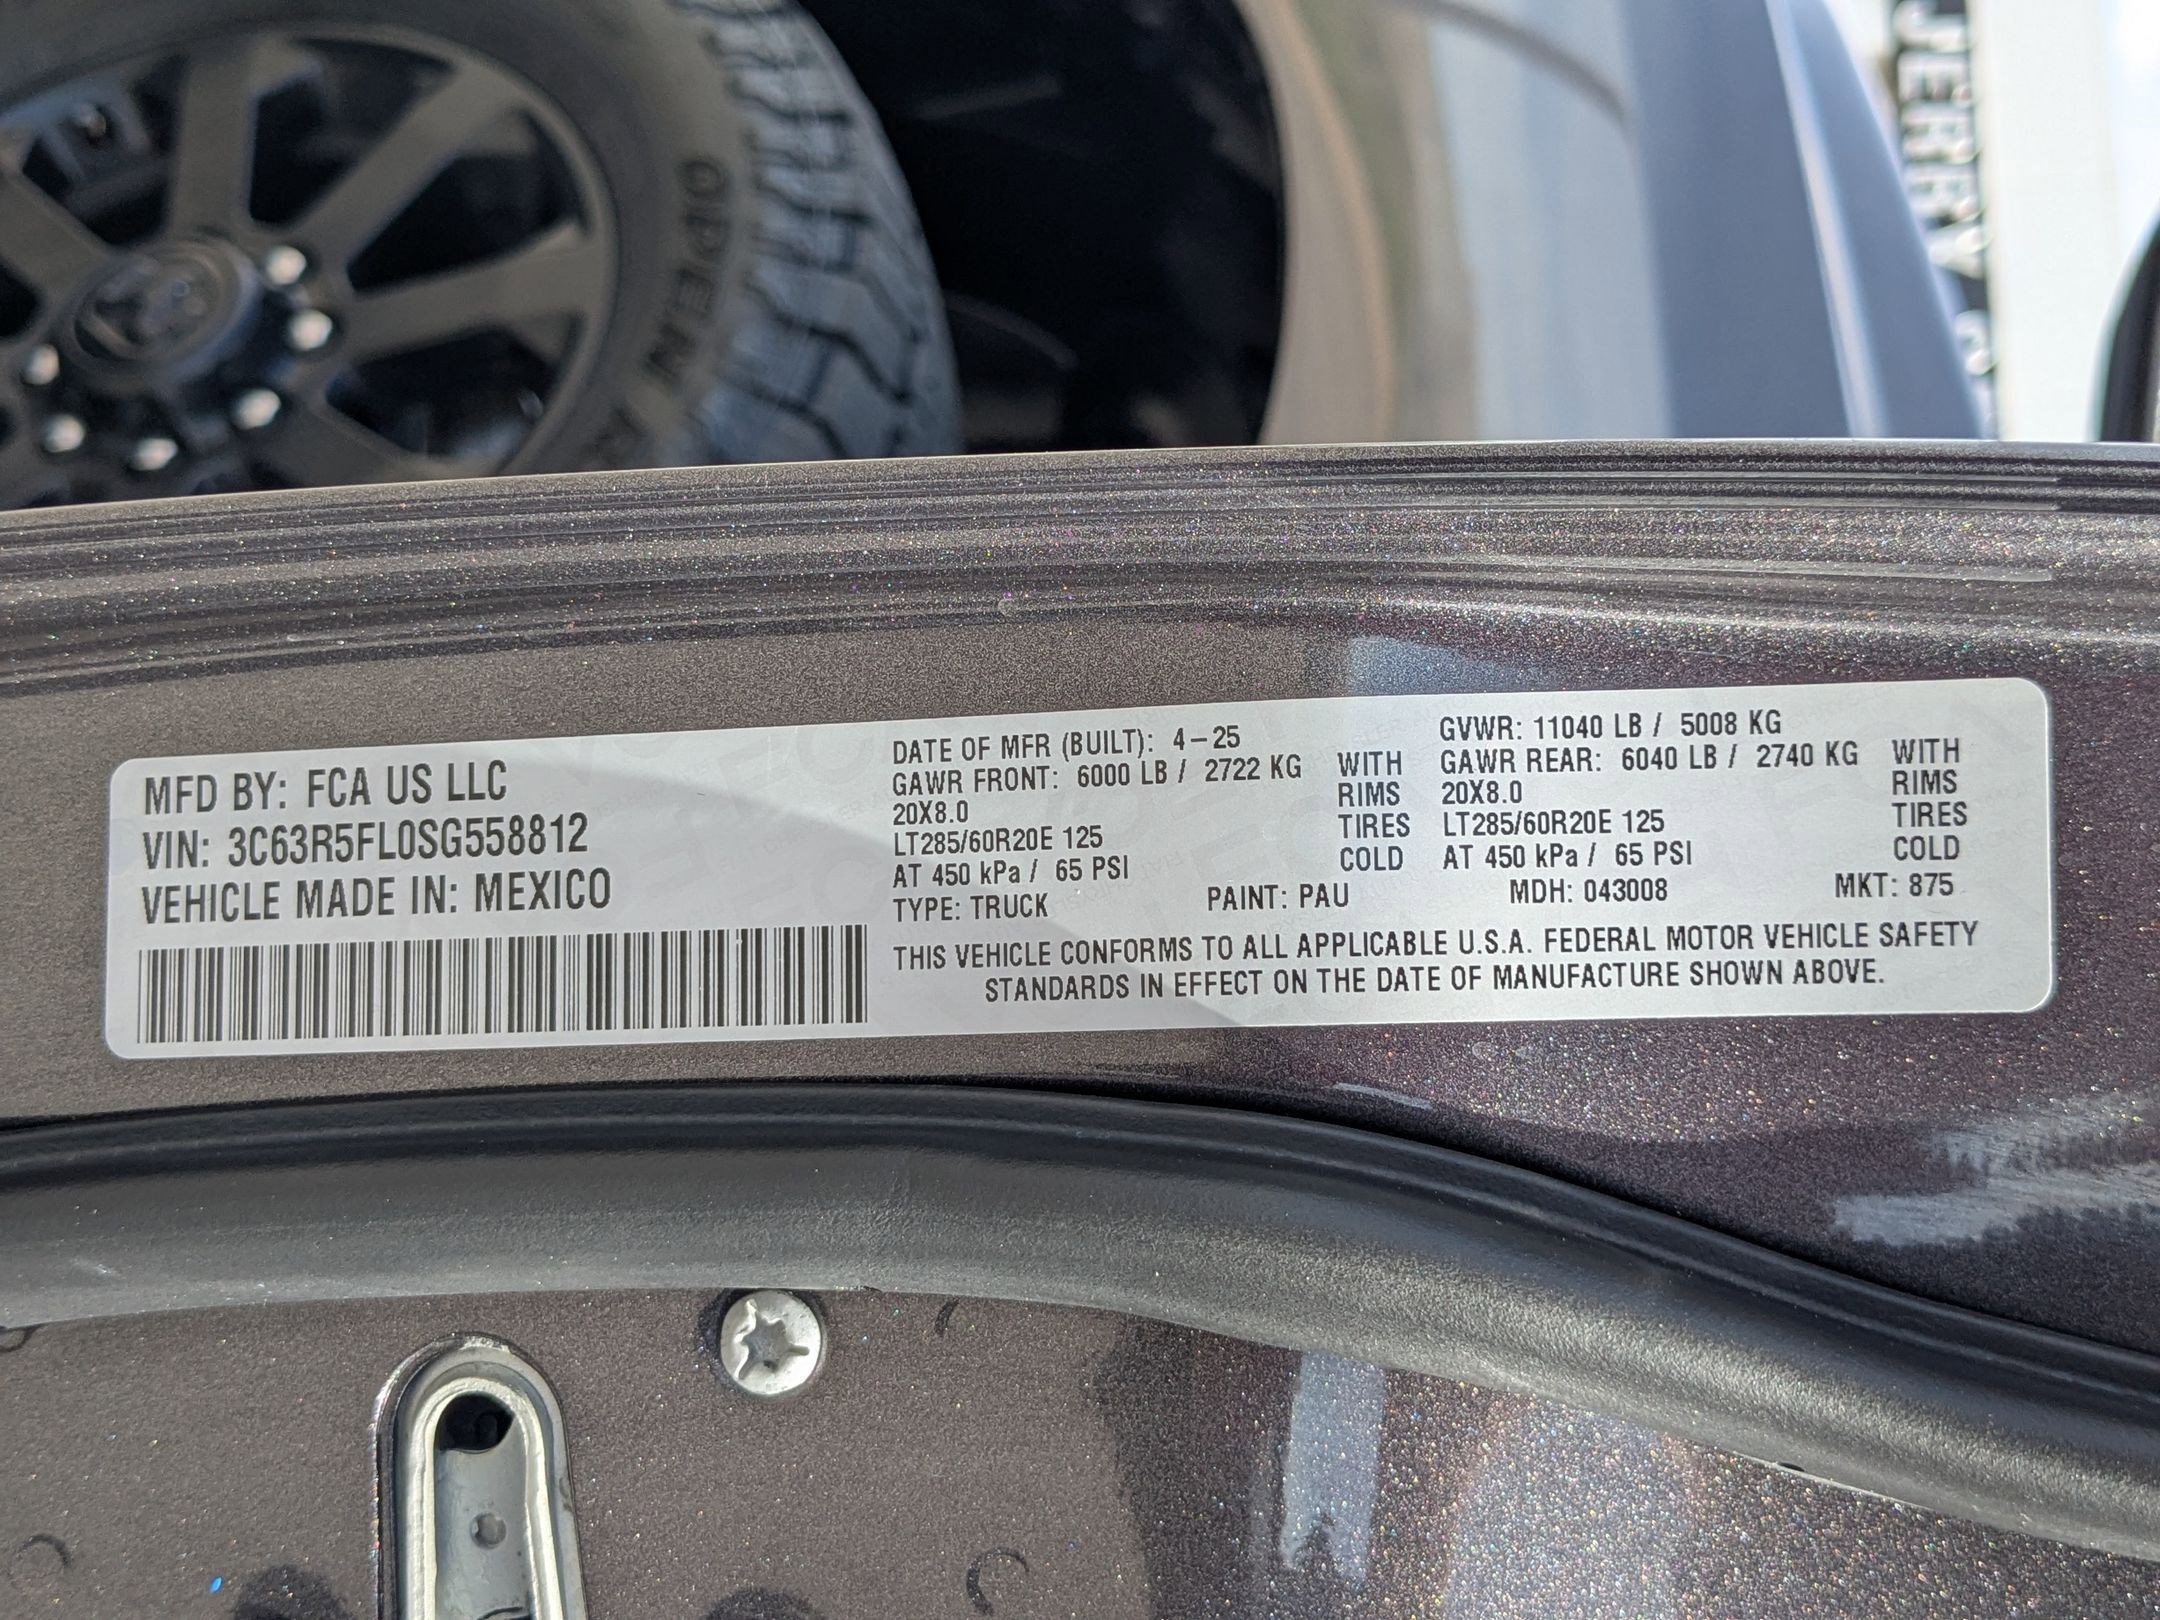 JERRY
OPEN
MFD BY: FCA US LLC
VIN: 3C63R5FL0SG558812
VEHICLE MADE IN: MEXICO
DATE OF MFR (BUILT): 4-25 GVWR: 11040 LB / 5008 KG
GAWR FRONT: 6000 LB / 2722 KG WITH GAWR REAR: 6040 LB / 2740 KG WITH
20X8.0 RIMS 20X8.0 RIMS
LT285/60R20E 125 TIRES LT285/60R20E 125 TIRES
AT 450 kPa / 65 PSI COLD AT 450 kPa / 65 PSI COLD
TYPE: TRUCK PAINT: PAU MDH: 043008 MKT: 875
THIS VEHICLE CONFORMS TO ALL APPLICABLE U.S.A. FEDERAL MOTOR VEHICLE SAFETY
STANDARDS IN EFFECT ON THE DATE OF MANUFACTURE SHOWN ABOVE.